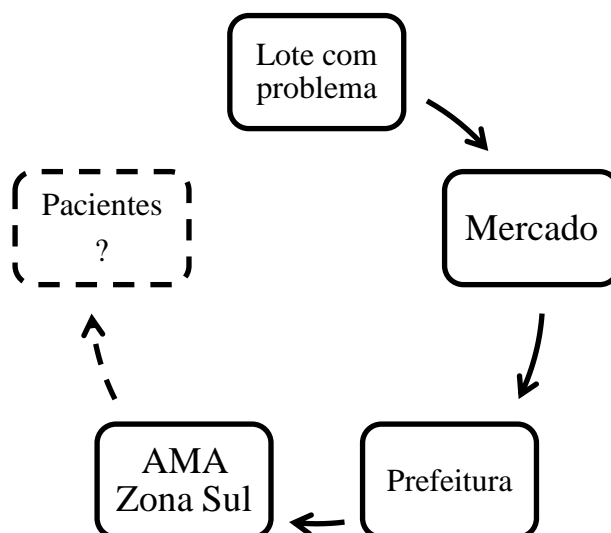 Lote com
problema
Mercado
Prefeitura
AMA
Zona Sul
Pacientes
?